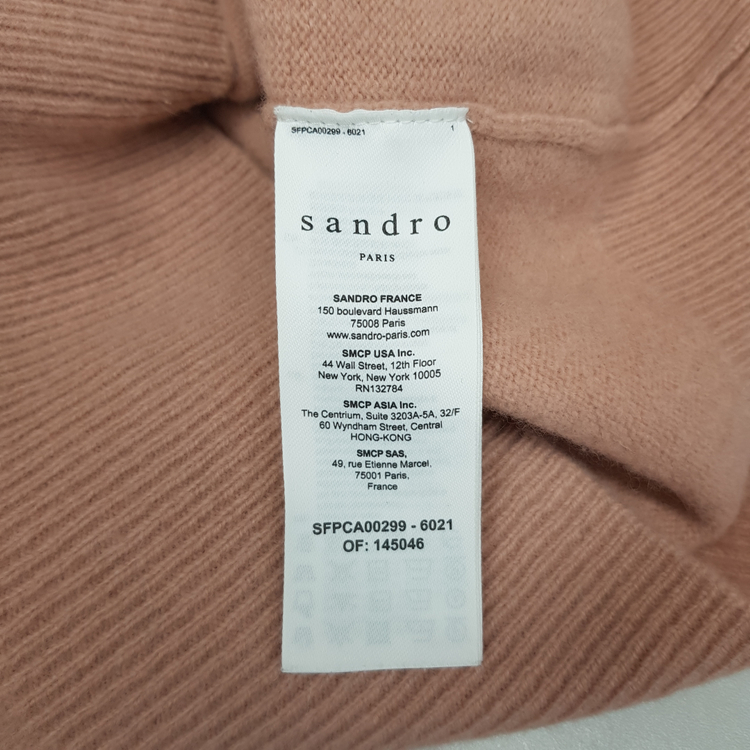 SFPCA00299 - 6021 1
sandro
PARIS
SANDRO FRANCE
150 boulevard Haussmann
75008 Paris
www.sandro-paris.com
SMCP USA Inc.
44 Wall Street, 12th Floor
New York, New York 10005
RN132784
SMCP ASIA Inc.
The Centrium, Suite 3203A-5A, 32/F
60 Wyndham Street, Central
HONG-KONG
SMCP SAS,
49, rue Etienne Marcel.
75001 Paris,
France
SFPCA00299 - 6021
OF: 145046